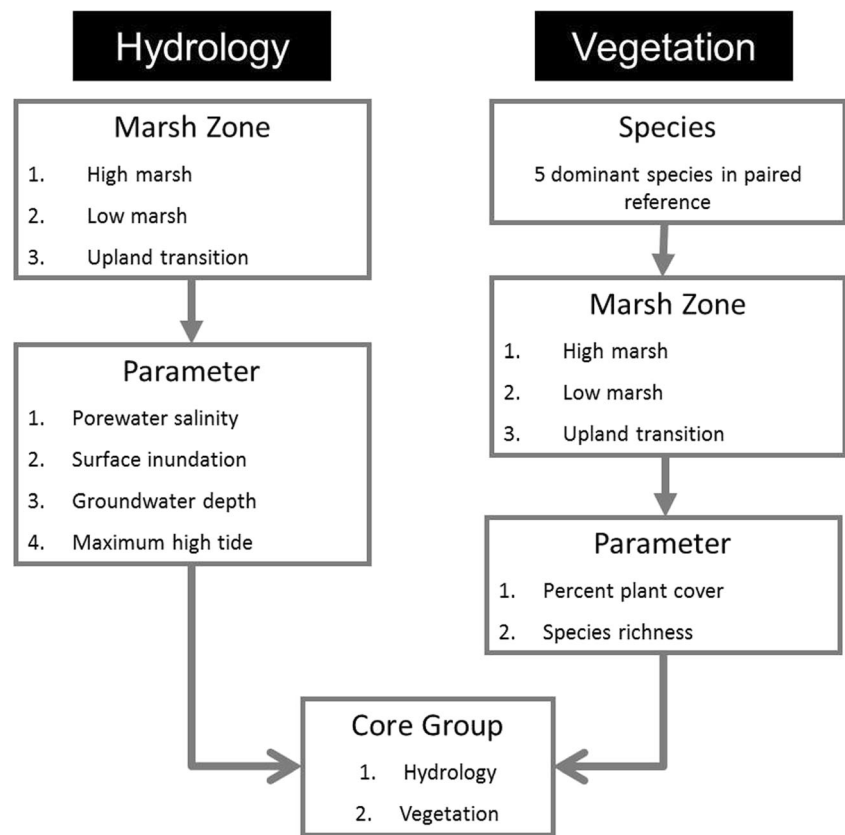 Hydrology
Marsh Zone
1. High marsh
2. Low marsh
3. Upland transition
Parameter
1. Porewater salinity
2. Surface inundation
3. Groundwater depth
4. Maximum high tide
Vegetation
Species
5 dominant species in paired
reference
Marsh Zone
1. High marsh
2. Low marsh
3. Upland transition
Parameter
1. Percent plant cover
2. Species richness
Core Group
1. Hydrology
2. Vegetation